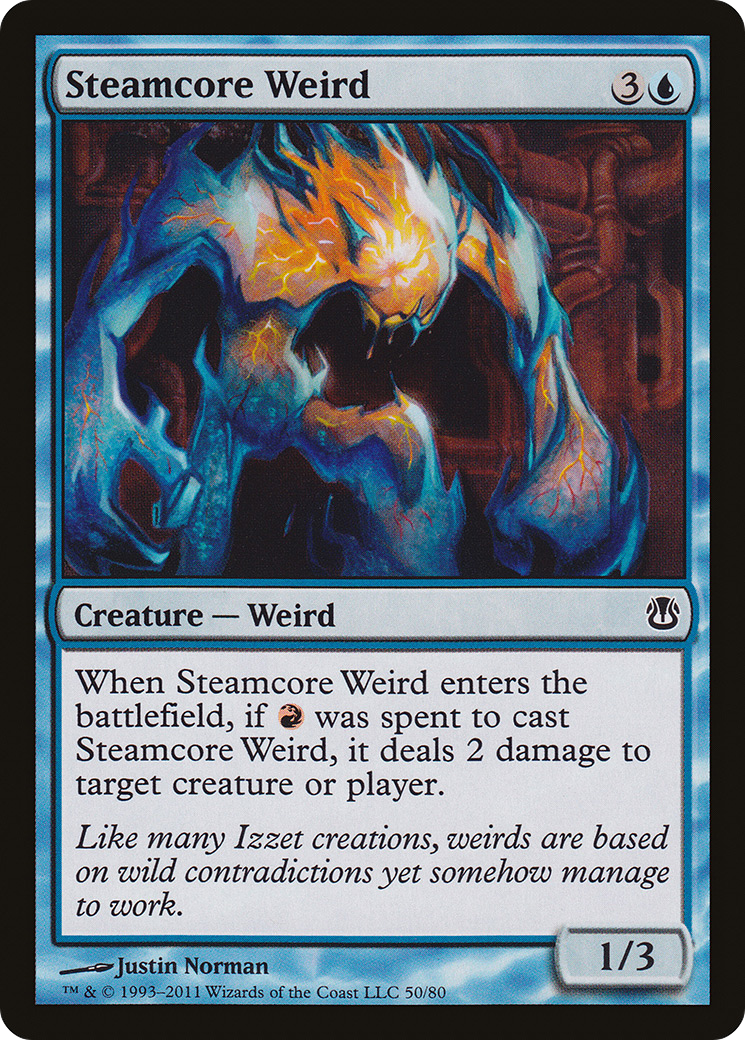 Steamcore Weird 3
Creature — Weird
When Steamcore Weird enters the
battlefield, if was spent to cast
Steamcore Weird, it deals 2 damage to
target creature or player.
Like many Izzet creations, weirds are based
on wild contradictions yet somehow manage
to work.
1/3
Justin Norman
™ & © 1993–2011 Wizards of the Coast LLC 50/80